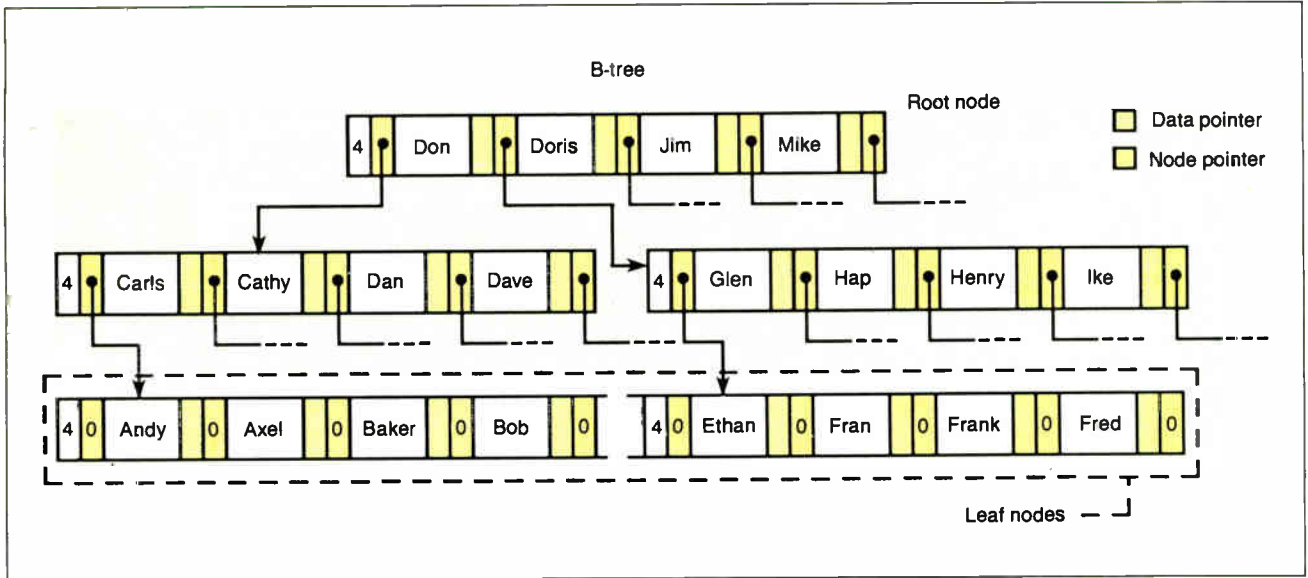 B-tree
Root node
Data pointer
Node pointer
4 Don Doris Jim Mike
4 Carls Cathy Dan Dave
4 Glen Hap Henry Ike
4 0 Andy 0 Axel 0 Baker 0 Bob 0
4 0 Ethan 0 Fran 0 Frank 0 Fred 0
Leaf nodes